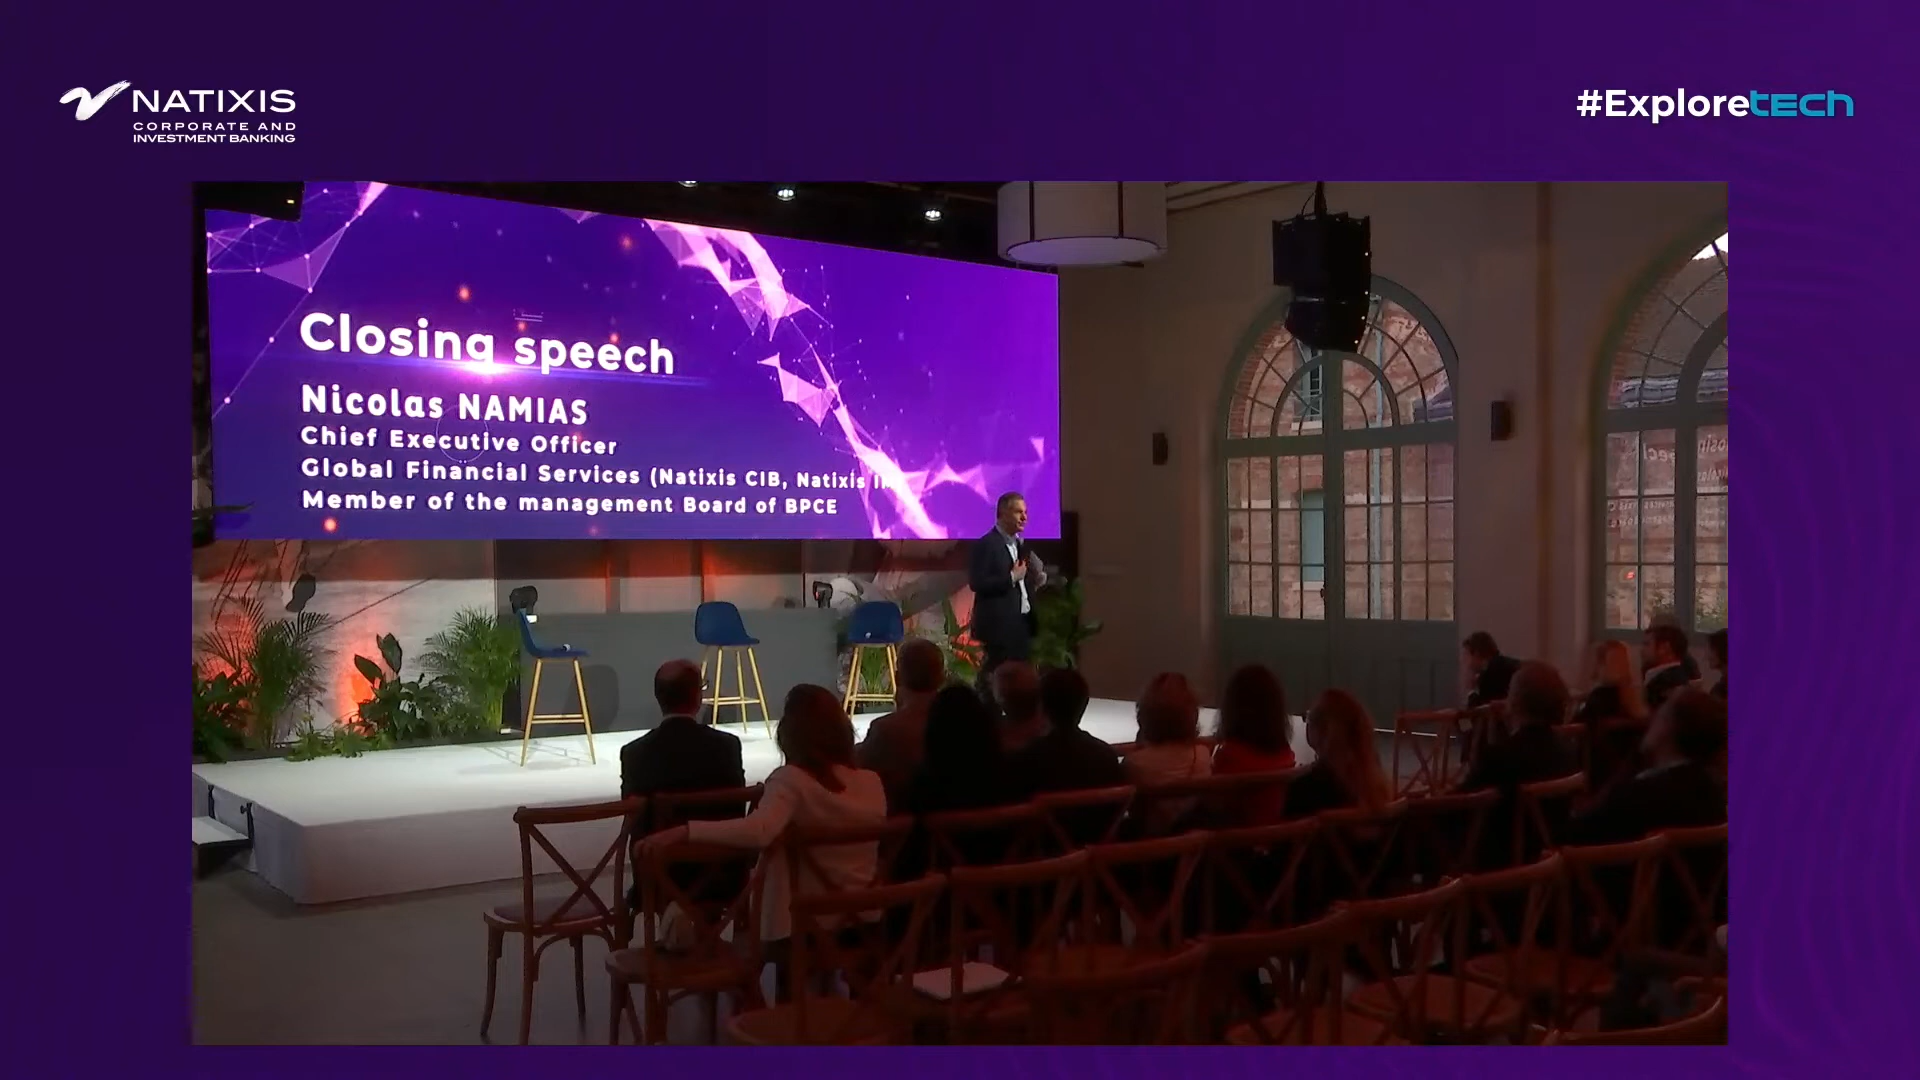 NATIXIS
CORPORATE AND
INVESTMENT BANKING
#Exploretech
Closing speech
Nicolas NAMIAS
Chief Executive Officer
Global Financial Services (Natixis CIB, Natixis
Member of the management Board of BPCE